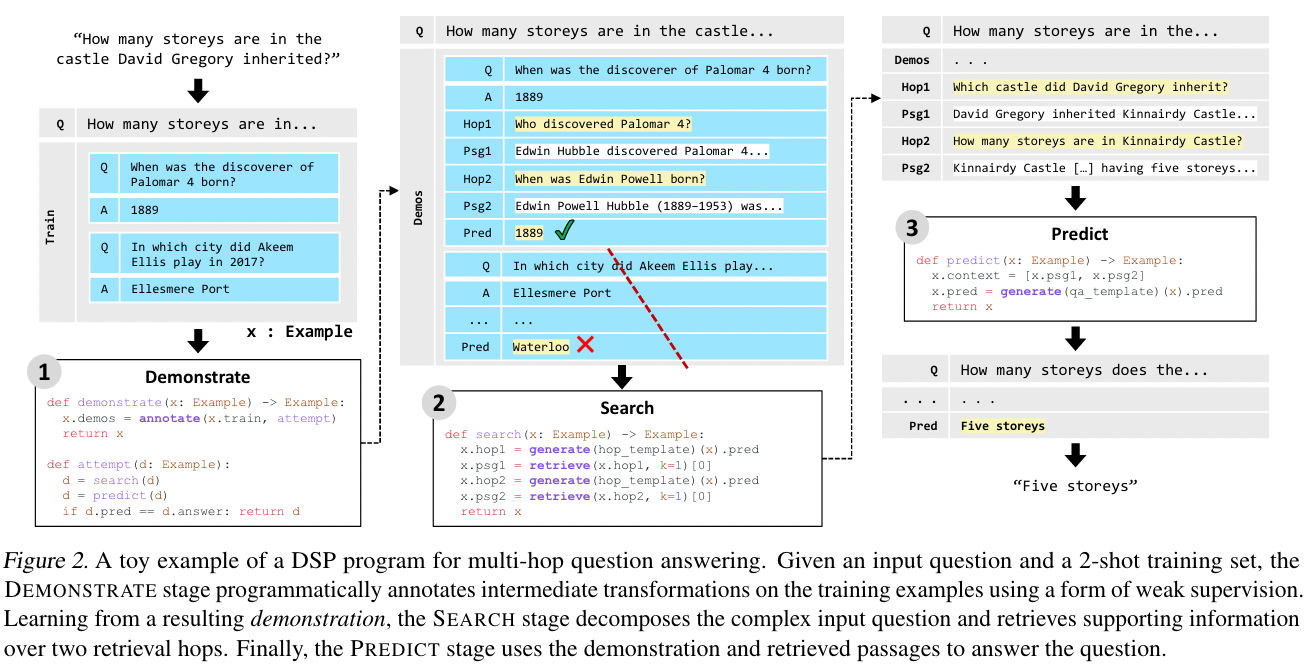 “How many storeys are in the
castle David Gregory inherited?”
Q How many storeys are in...
Train
Q When was the discoverer of
Palomar 4 born?
A 1889
Q In which city did Akeem
Ellis play in 2017?
A Ellesmere Port
x : Example
1
Demonstrate
def demonstrate(x: Example) -> Example:
x.demos = annotate(x.train, attempt)
return x
def attempt(d: Example):
d = search(d)
d = predict(d)
if d.pred == d.answer: return d
Q How many storeys are in the castle...
Demos
Q When was the discoverer of Palomar 4 born?
A 1889
Hop1 Who discovered Palomar 4?
Psg1 Edwin Hubble discovered Palomar 4...
Hop2 When was Edwin Powell born?
Psg2 Edwin Powell Hubble (1889–1953) was...
Pred 1889
Q In which city did Akeem Ellis play...
A Ellesmere Port
... ...
Pred Waterloo
2
Search
def search(x: Example) -> Example:
x.hop1 = generate(hop_template)(x).pred
x.psg1 = retrieve(x.hop1, k=1)[0]
x.hop2 = generate(hop_template)(x).pred
x.psg2 = retrieve(x.hop2, k=1)[0]
return x
Q How many storeys are in the...
Demos . . .
Hop1 Which castle did David Gregory inherit?
Psg1 David Gregory inherited Kinnairdy Castle...
Hop2 How many storeys are in Kinnairdy Castle?
Psg2 Kinnairdy Castle […] having five storeys...
3
Predict
def predict(x: Example) -> Example:
x.context = [x.psg1, x.psg2]
x.pred = generate(qa_template)(x).pred
return x
Q How many storeys does the...
. . . . . .
Pred Five storeys
“Five storeys”
Figure 2. A toy example of a DSP program for multi-hop question answering. Given an input question and a 2-shot training set, the
DEMONSTRATE stage programmatically annotates intermediate transformations on the training examples using a form of weak supervision.
Learning from a resulting demonstration, the SEARCH stage decomposes the complex input question and retrieves supporting information
over two retrieval hops. Finally, the PREDICT stage uses the demonstration and retrieved passages to answer the question.